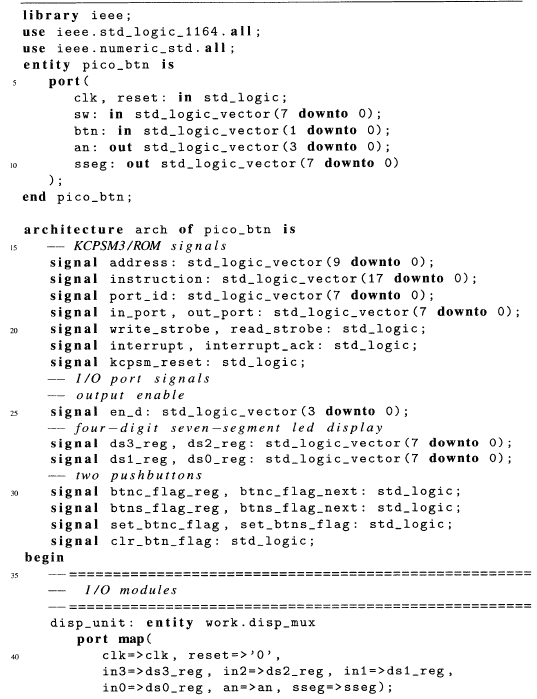 library ieee;
use ieee.std_logic_1164.all;
use ieee.numeric_std.all;
entity pico_btn is
5 port(
clk, reset: in std_logic;
sw: in std_logic_vector(7 downto 0);
btn: in std_logic_vector(1 downto 0);
an: out std_logic_vector(3 downto 0);
10 sseg: out std_logic_vector(7 downto 0)
);
end pico_btn;
architecture arch of pico_btn is
15 -- KCPSM3/ROM signals
signal address: std_logic_vector(9 downto 0);
signal instruction: std_logic_vector(17 downto 0);
signal port_id: std_logic_vector(7 downto 0);
signal in_port, out_port: std_logic_vector(7 downto 0);
20 signal write_strobe, read_strobe: std_logic;
signal interrupt, interrupt_ack: std_logic;
signal kcpsm_reset: std_logic;
-- I/O port signals
-- output enable
25 signal en_d: std_logic_vector(3 downto 0);
-- four-digit seven-segment led display
signal ds3_reg, ds2_reg: std_logic_vector(7 downto 0);
signal ds1_reg, ds0_reg: std_logic_vector(7 downto 0);
-- two pushbuttons
30 signal btnc_flag_reg, btnc_flag_next: std_logic;
signal btns_flag_reg, btns_flag_next: std_logic;
signal set_btnc_flag, set_btns_flag: std_logic;
signal clr_btn_flag: std_logic;
begin
35 --=====================================================
-- I/O modules
--=====================================================
disp_unit: entity work.disp_mux
port map(
40 clk=>clk, reset=>'0',
in3=>ds3_reg, in2=>ds2_reg, in1=>ds1_reg,
in0=>ds0_reg, an=>an, sseg=>sseg);